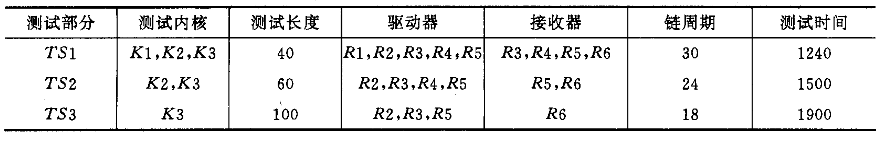 测试部分 测试内核 测试长度 驱动器 接收器 链周期 测试时间
TS1 K1,K2,K3 40 R1,R2,R3,R4,R5 R3,R4,R5,R6 30 1240
TS2 K2,K3 60 R2,R3,R4,R5 R5,R6 24 1500
TS3 K3 100 R2,R3,R5 R6 18 1900